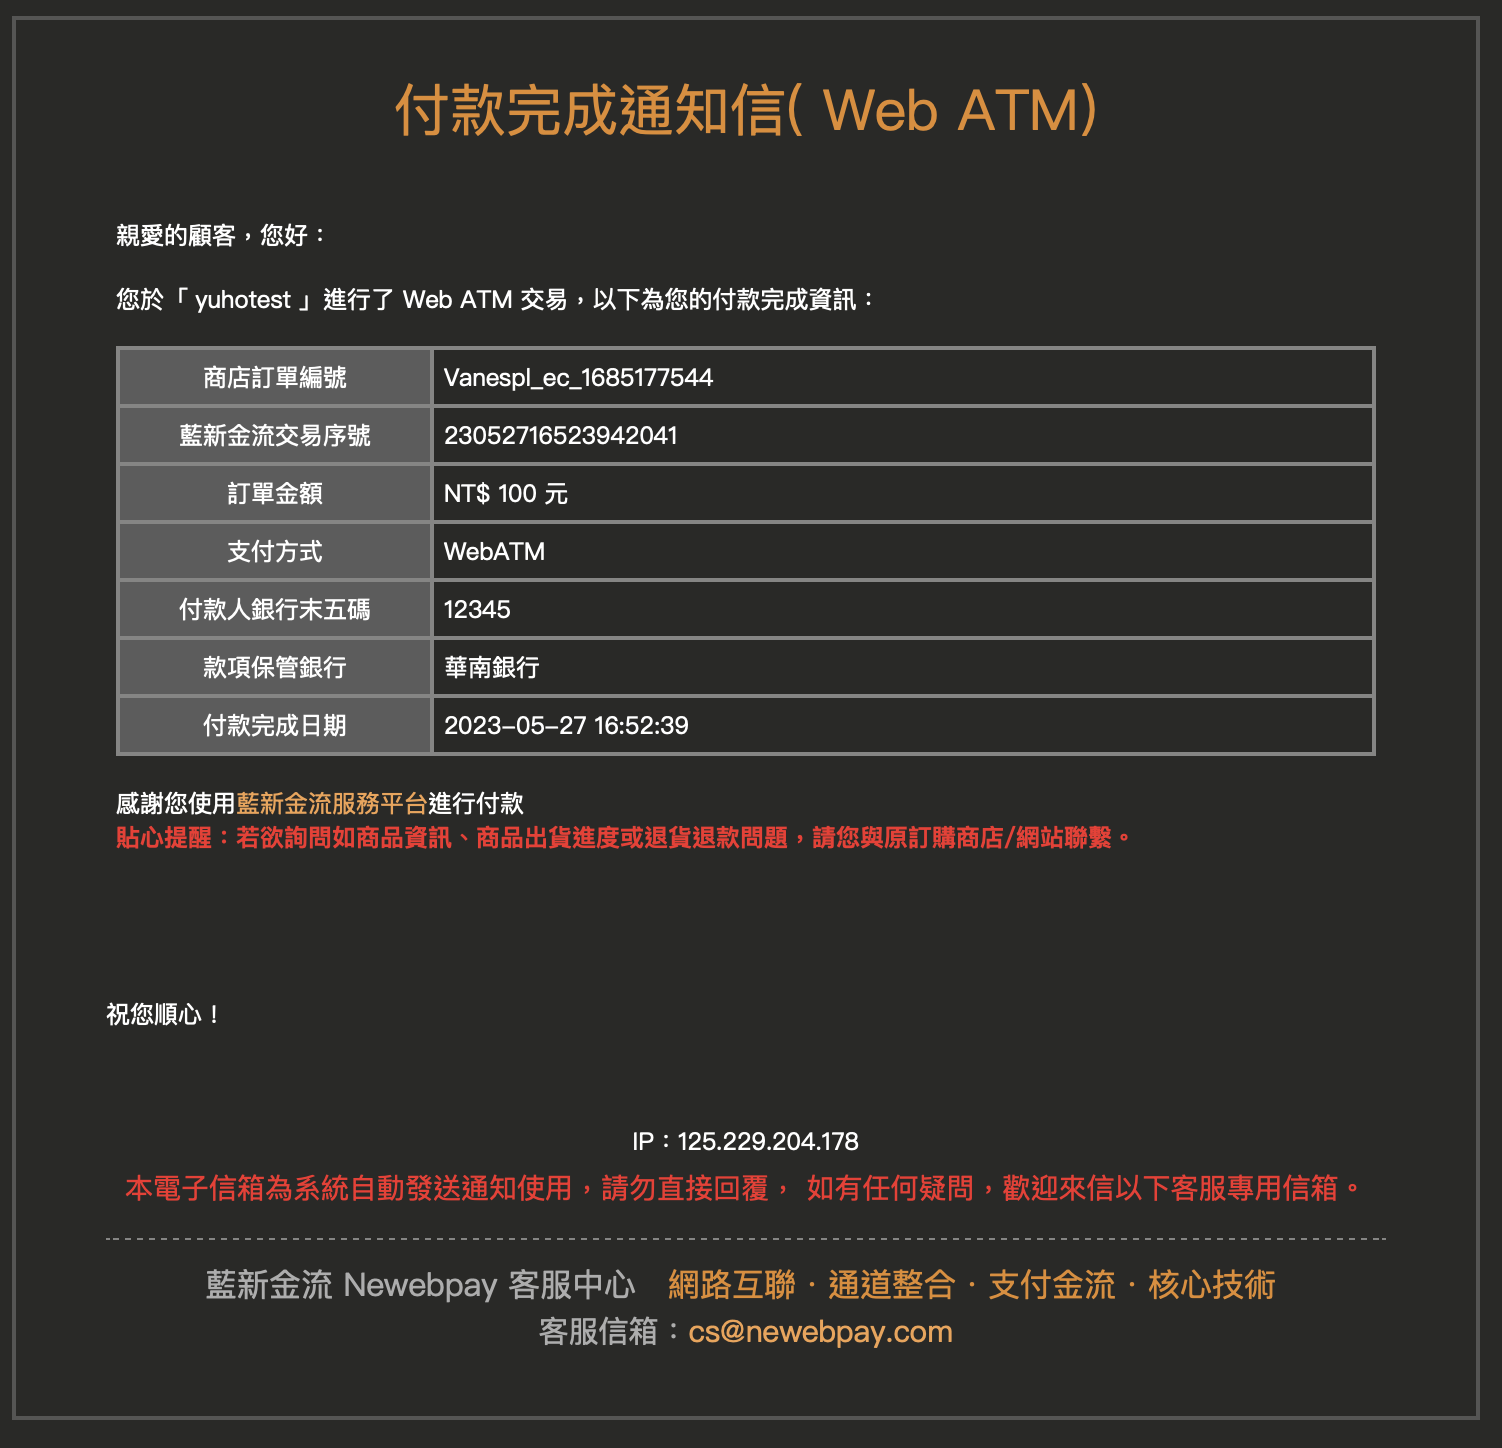 付款完成通知信( Web ATM)
親愛的顧客，您好：
您於「 yuhotest 」進行了 Web ATM 交易，以下為您的付款完成資訊：
商店訂單編號 Vanespl_ec_1685177544
藍新金流交易序號 23052716523942041
訂單金額 NT$ 100 元
支付方式 WebATM
付款人銀行末五碼 12345
款項保管銀行 華南銀行
付款完成日期 2023-05-27 16:52:39
感謝您使用藍新金流服務平台進行付款
貼心提醒：若欲詢問如商品資訊、商品出貨進度或退貨退款問題，請您與原訂購商店/網站聯繫。
祝您順心！
IP：125.229.204.178
本電子信箱為系統自動發送通知使用，請勿直接回覆， 如有任何疑問，歡迎來信以下客服專用信箱。
藍新金流 Newebpay 客服中心 網路互聯．通道整合．支付金流．核心技術
客服信箱：cs@newebpay.com